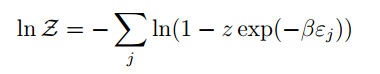 ln 𝒵 = − ∑_j ln(1 − z exp(−βε_j))